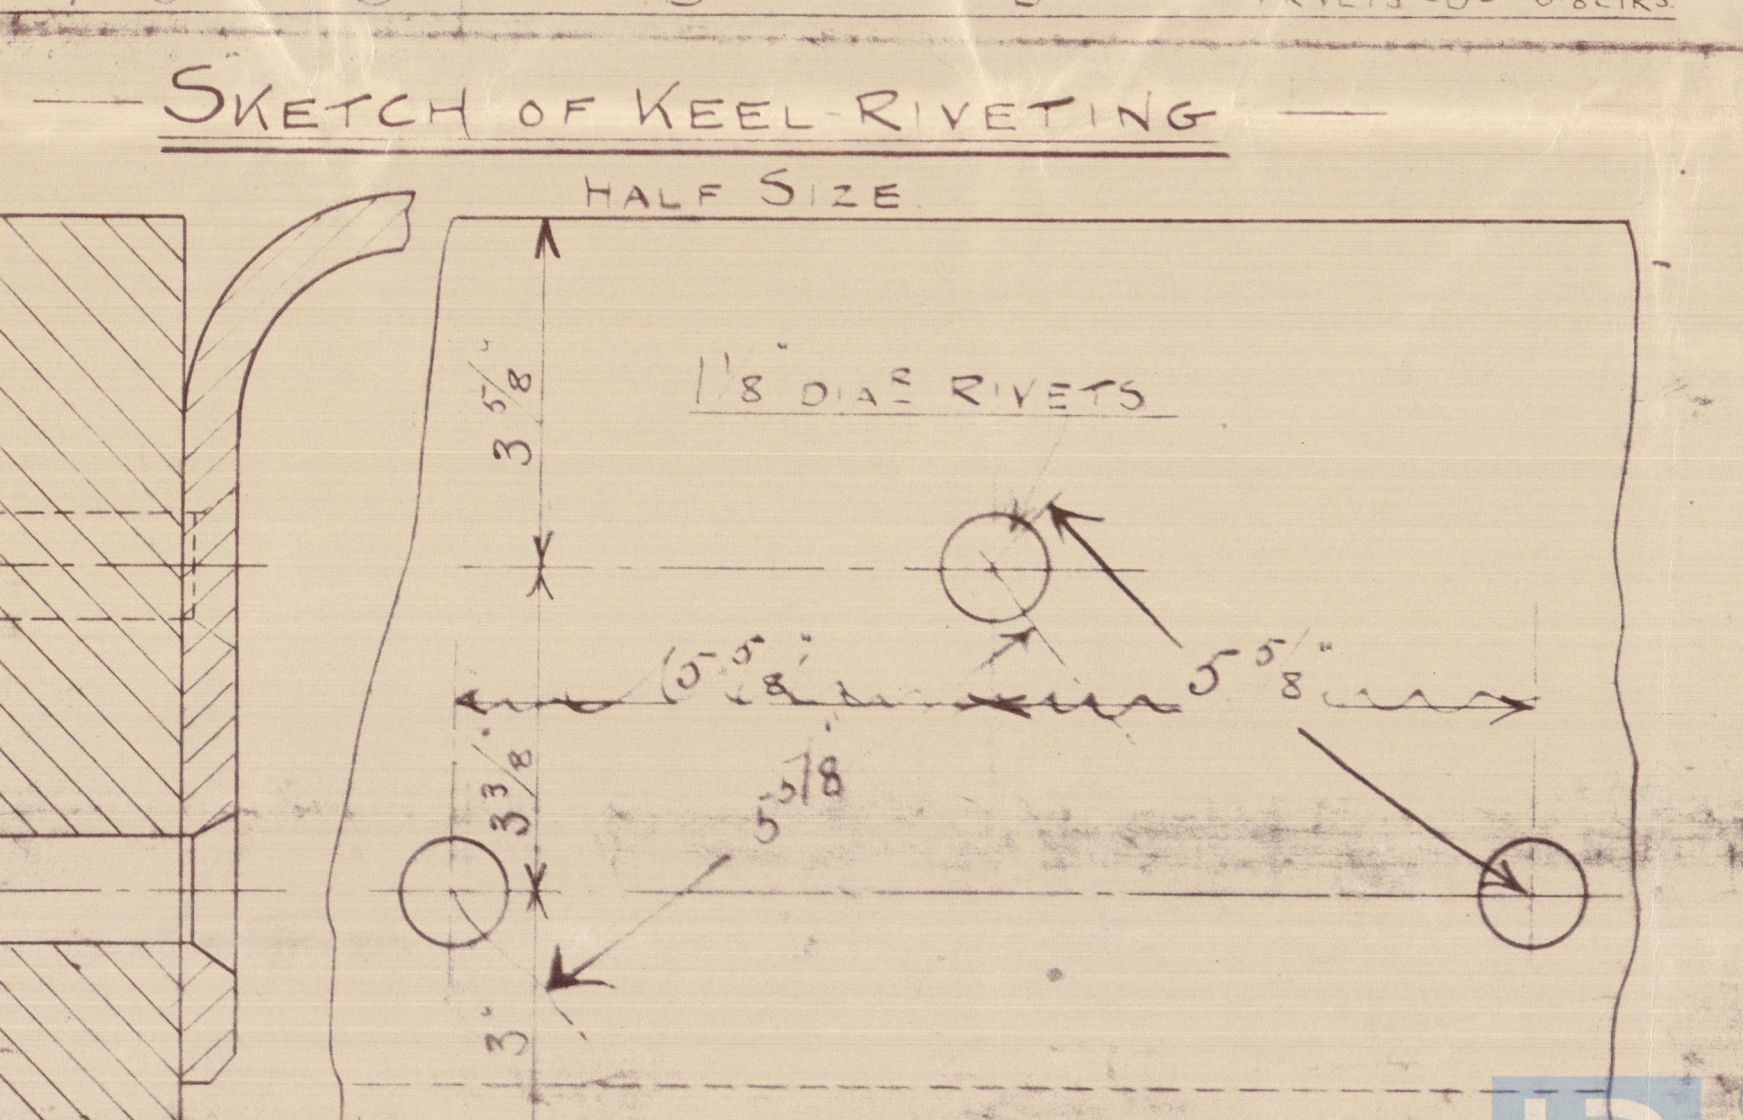 SKETCH OF KEEL-RIVETING
HALF SIZE
3 5/8"
1 1/8" DIAR RIVETS
5 5/8"
5 5/8"
3 3/8"
5 5/8
3"